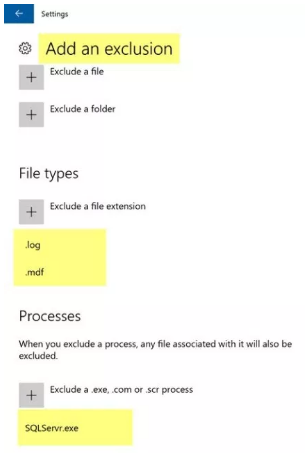 Settings
Add an exclusion
Exclude a file
Exclude a folder
File types
Exclude a file extension
.log
.mdf
Processes
When you exclude a process, any file associated with it will also be
excluded.
Exclude a .exe, .com or .scr process
SQLServr.exe